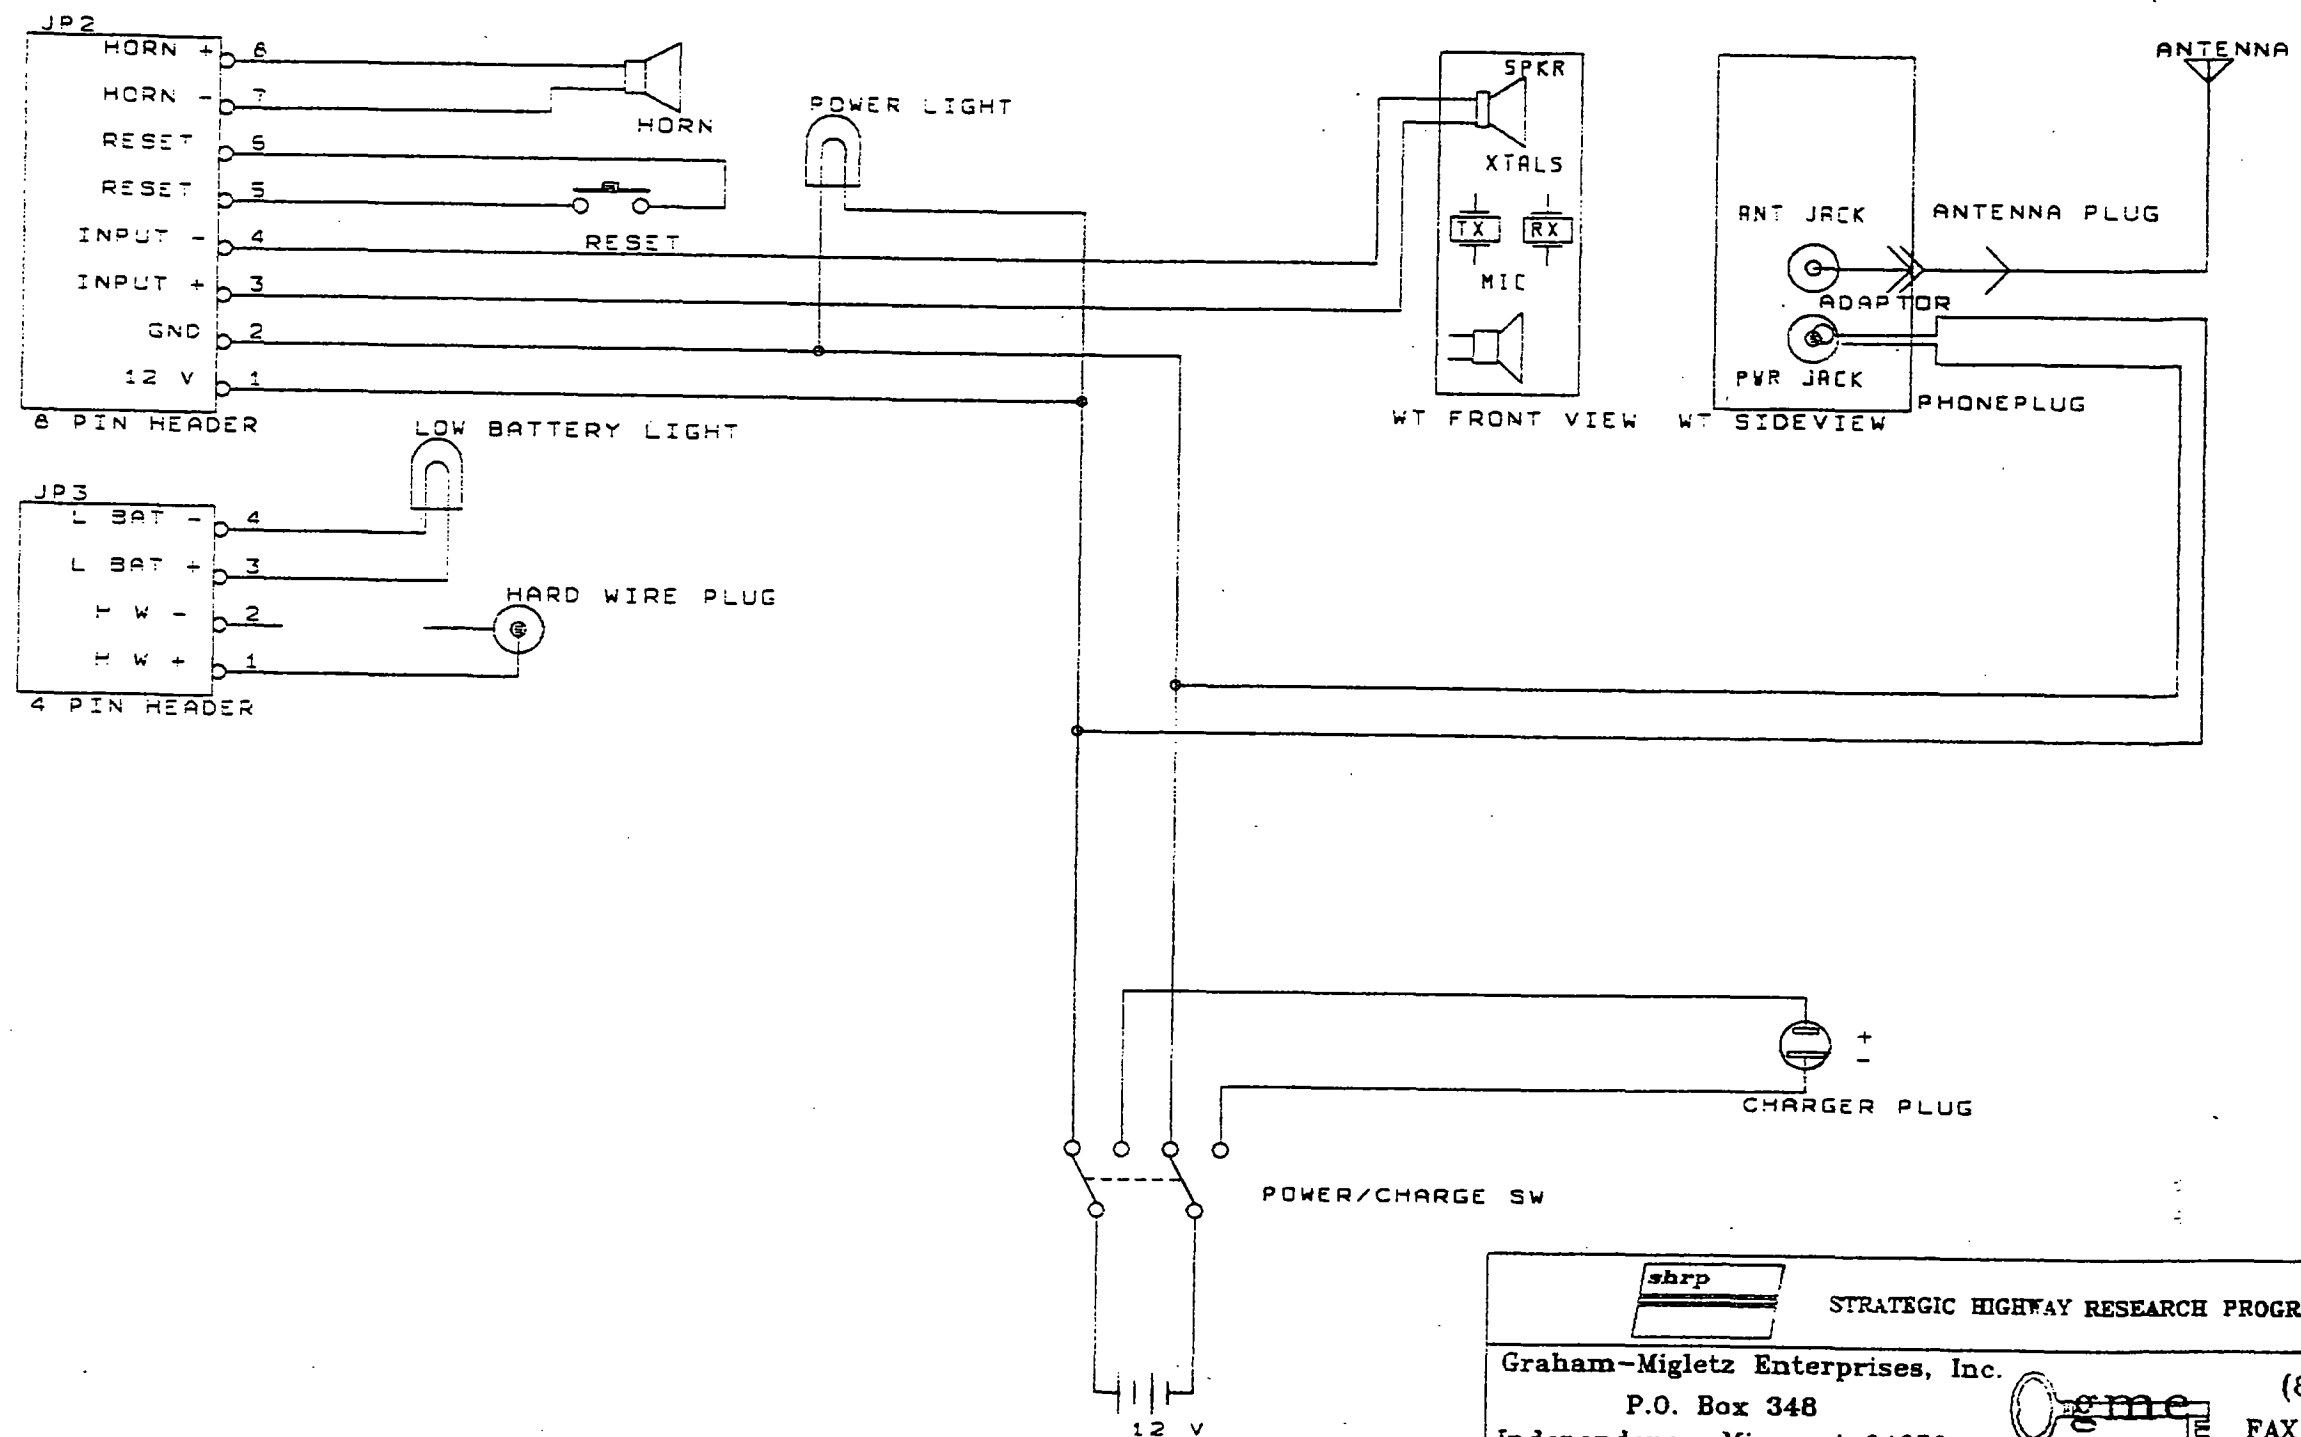 JP2
HORN + 8
HORN - 7
RESET 6
RESET 5
INPUT - 4
INPUT + 3
GND 2
12 V 1
8 PIN HEADER
HORN
RESET
POWER LIGHT
SPKR
XTALS
TX RX
MIC
WT FRONT VIEW
ANT JACK
ADAPTOR
PWR JACK
WT SIDEVIEW
ANTENNA
ANTENNA PLUG
PHONEPLUG
LOW BATTERY LIGHT
JP3
L BAT - 4
L BAT + 3
H W - 2
H W + 1
4 PIN HEADER
HARD WIRE PLUG
+
-
CHARGER PLUG
POWER/CHARGE SW
12 V
shrp
STRATEGIC HIGHWAY RESEARCH PROGR
Graham-Migletz Enterprises, Inc.
P.O. Box 348
gme
(8
FAX